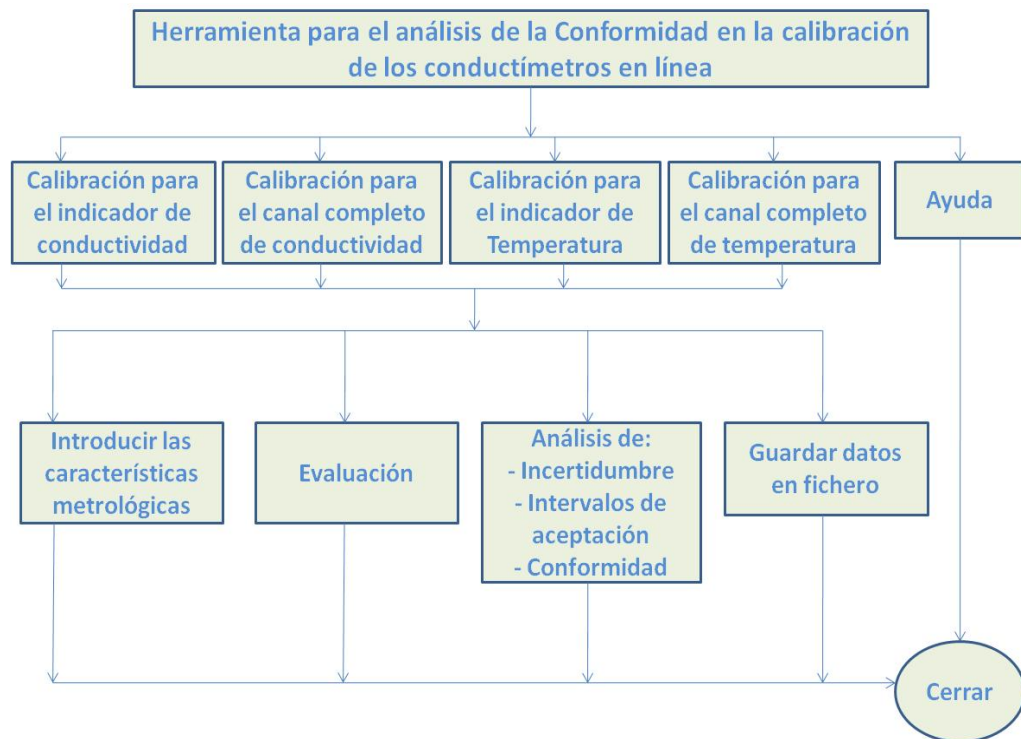 Herramienta para el análisis de la Conformidad en la calibración
de los conductímetros en línea
Calibración para
el indicador de
conductividad
Calibración para
el canal completo
de conductividad
Calibración para
el indicador de
Temperatura
Calibración para
el canal completo
de temperatura
Ayuda
Introducir las
características
metrológicas
Evaluación
Análisis de:
- Incertidumbre
- Intervalos de
aceptación
- Conformidad
Guardar datos
en fichero
Cerrar